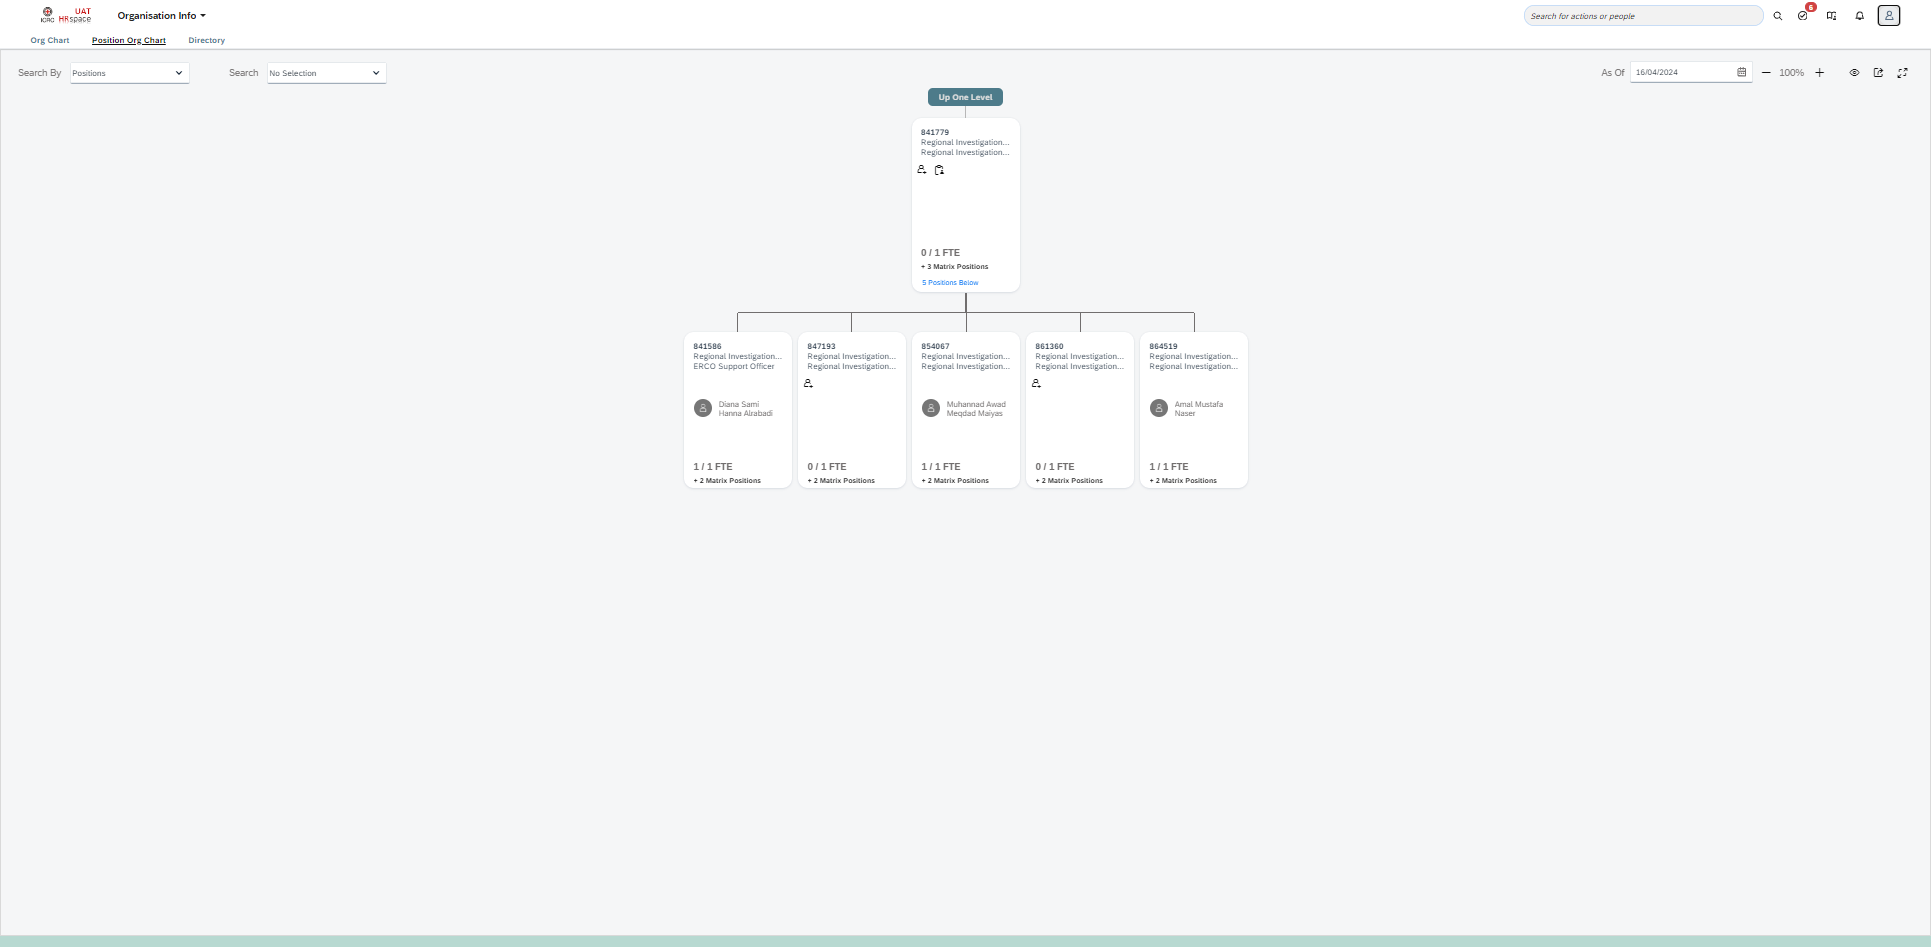 UAT
ICRC HRspace
Organisation Info
Search for actions or people
6
Org Chart
Position Org Chart
Directory
Search By
Positions
Search
No Selection
As Of
16/04/2024
100%
Up One Level
841779
Regional Investigation...
Regional Investigation...
0 / 1 FTE
+ 3 Matrix Positions
5 Positions Below
841586
Regional Investigation...
ERCO Support Officer
Diana Sami
Hanna Alrabadi
1 / 1 FTE
+ 2 Matrix Positions
847193
Regional Investigation...
Regional Investigation...
0 / 1 FTE
+ 2 Matrix Positions
854067
Regional Investigation...
Regional Investigation...
Muhannad Awad
Meqdad Maiyas
1 / 1 FTE
+ 2 Matrix Positions
861360
Regional Investigation...
Regional Investigation...
0 / 1 FTE
+ 2 Matrix Positions
864519
Regional Investigation...
Regional Investigation...
Amal Mustafa
Naser
1 / 1 FTE
+ 2 Matrix Positions